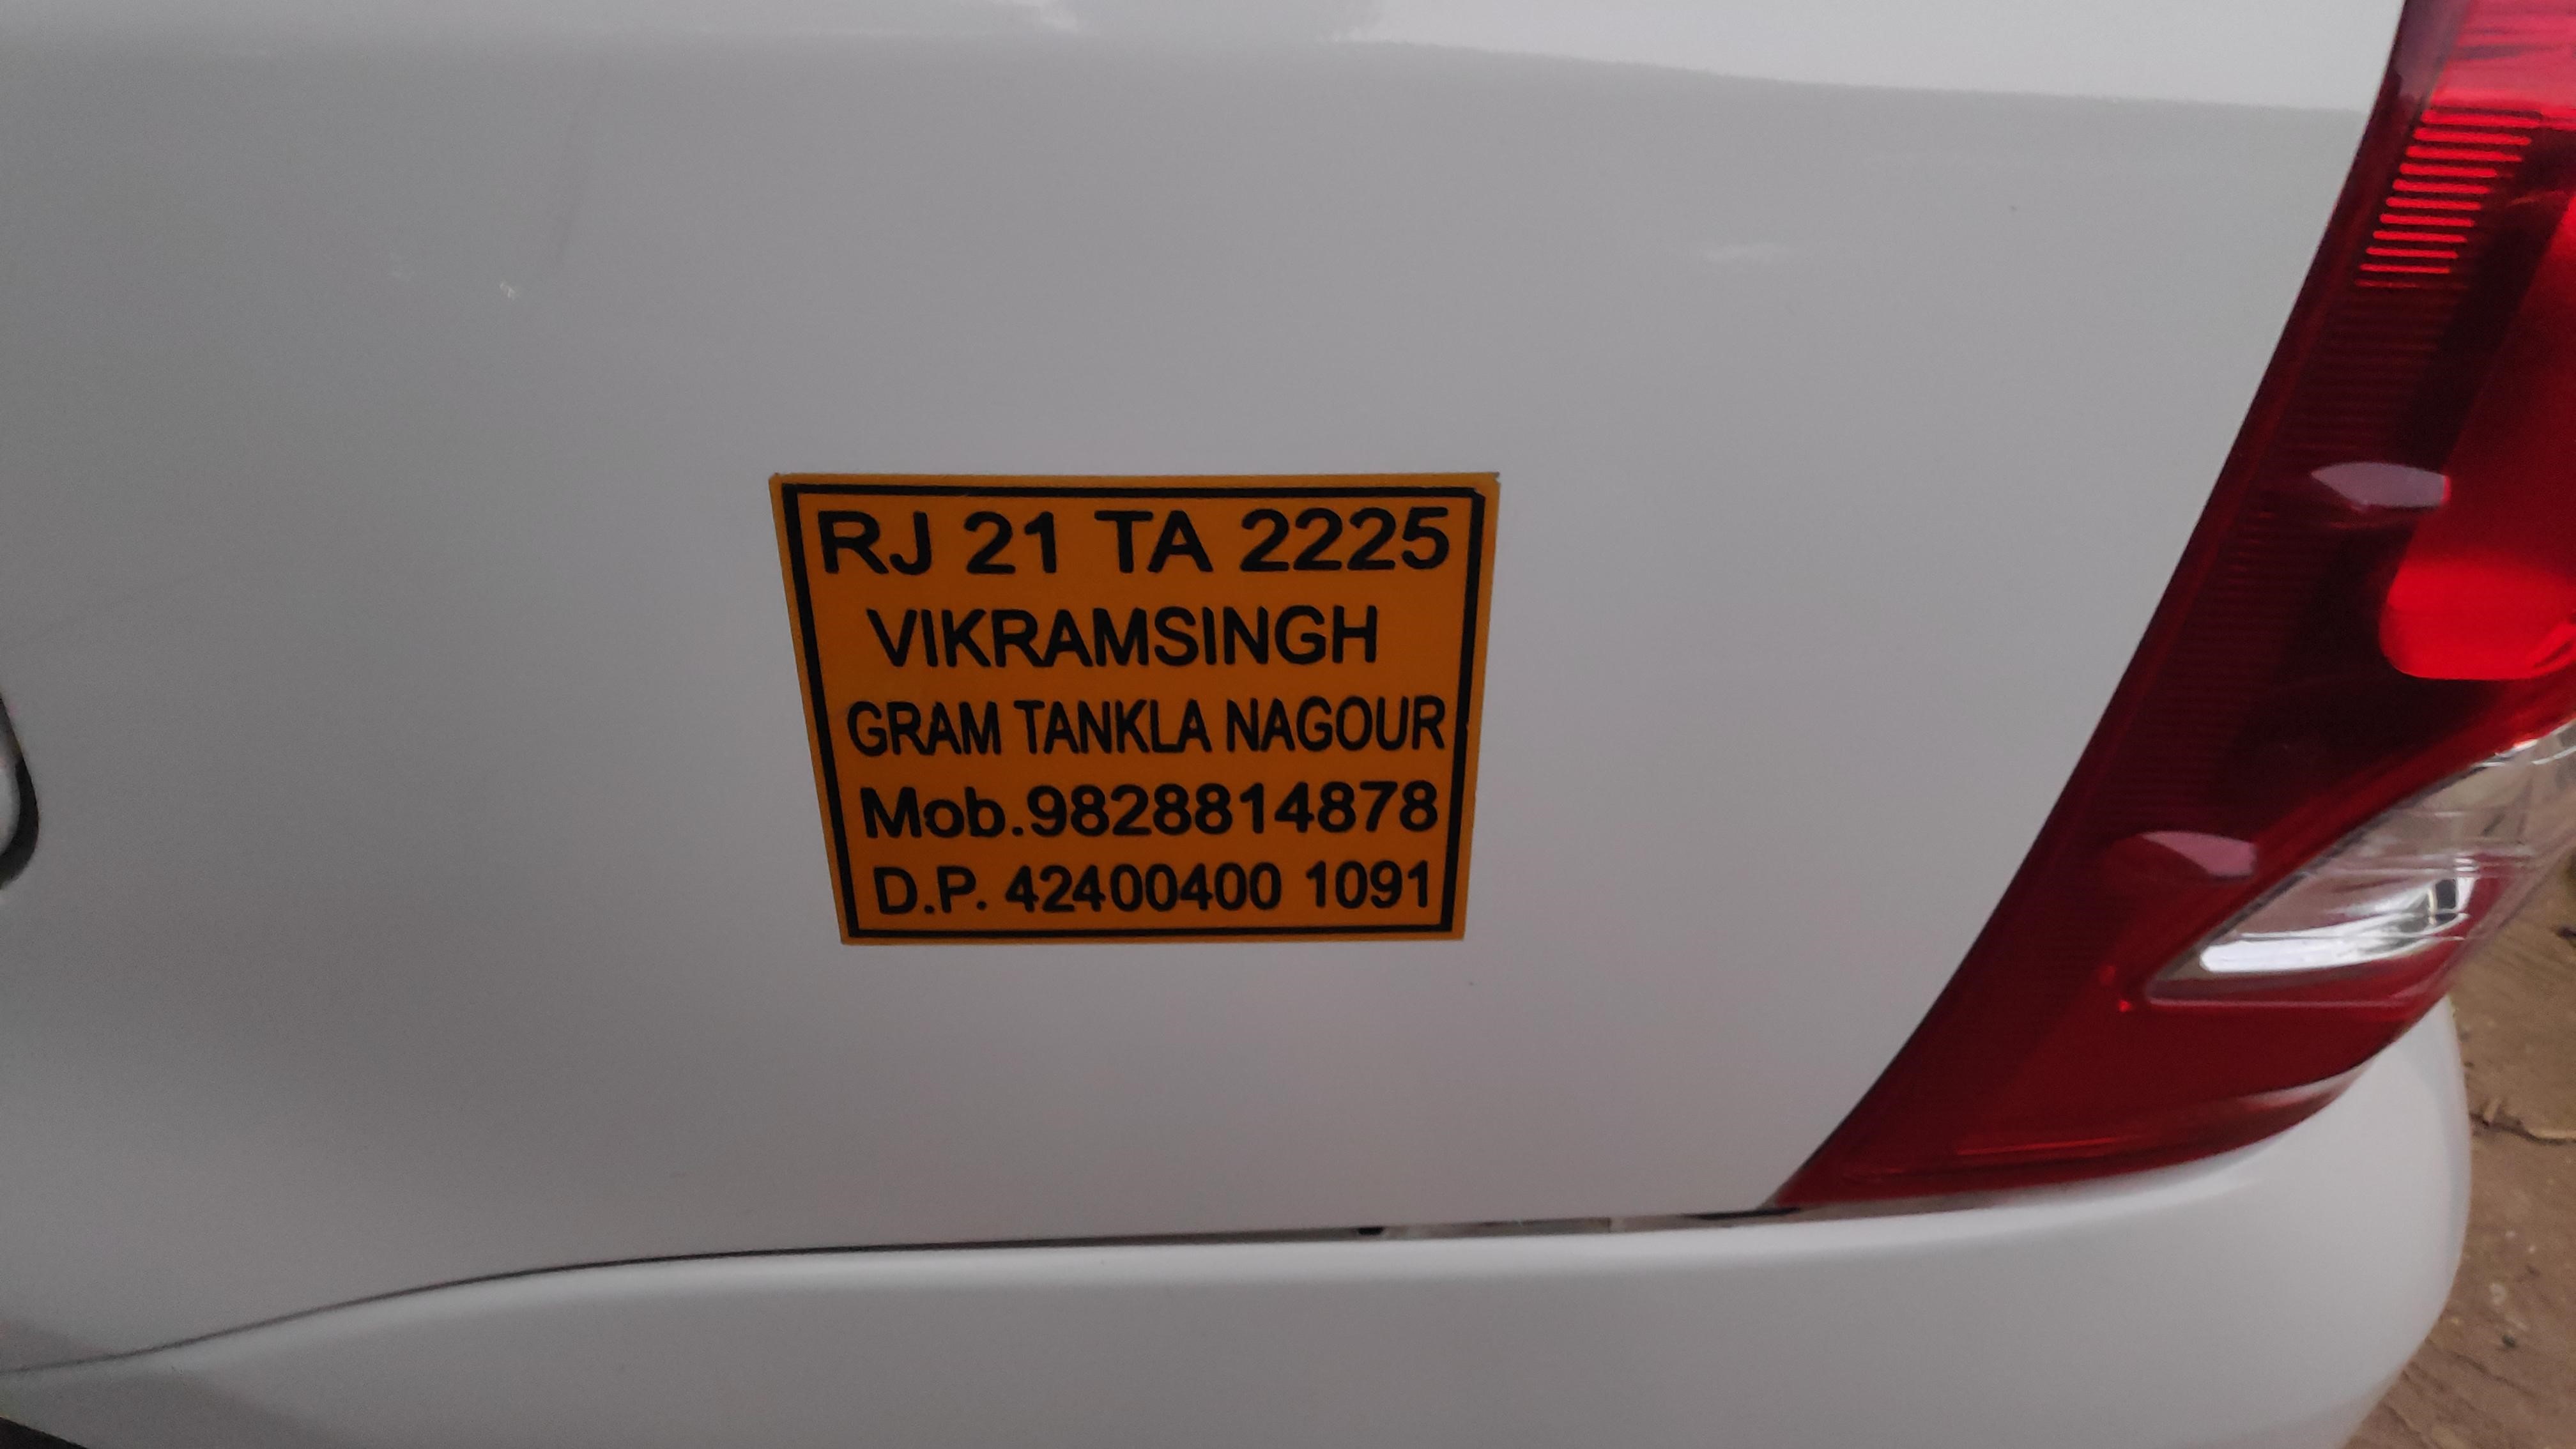 RJ 21 TA 2225
VIKRAMSINGH
GRAM TANKLA NAGOUR
Mob.9828814878
D.P. 42400400 1091